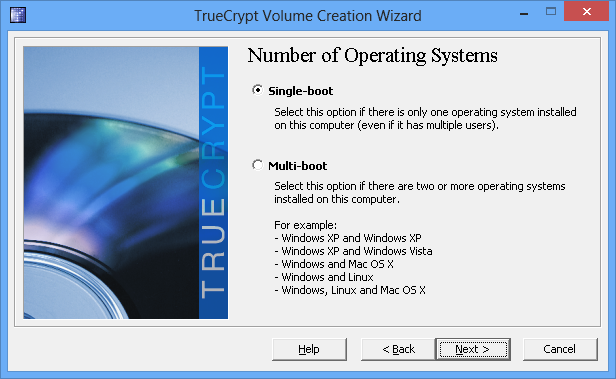 TrueCrypt Volume Creation Wizard
TRUECRYPT
Number of Operating Systems
Single-boot
Select this option if there is only one operating system installed
on this computer (even if it has multiple users).
Multi-boot
Select this option if there are two or more operating systems
installed on this computer.
For example:
- Windows XP and Windows XP
- Windows XP and Windows Vista
- Windows and Mac OS X
- Windows and Linux
- Windows, Linux and Mac OS X
Help
< Back
Next >
Cancel